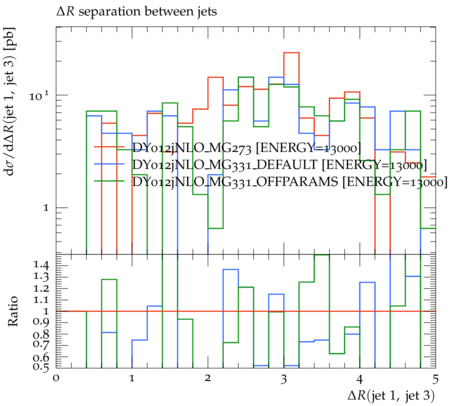 ΔR separation between jets
dσ/dΔR(jet 1, jet 3) [pb]
10¹
1
DY012jNLO_MG273 [ENERGY=13000]
DY012jNLO_MG331_DEFAULT [ENERGY=13000]
DY012jNLO_MG331_OFFPARAMS [ENERGY=13000]
Ratio
1.4
1.3
1.2
1.1
1
0.9
0.8
0.7
0.6
0.5
0 1 2 3 4 5
ΔR(jet 1, jet 3)